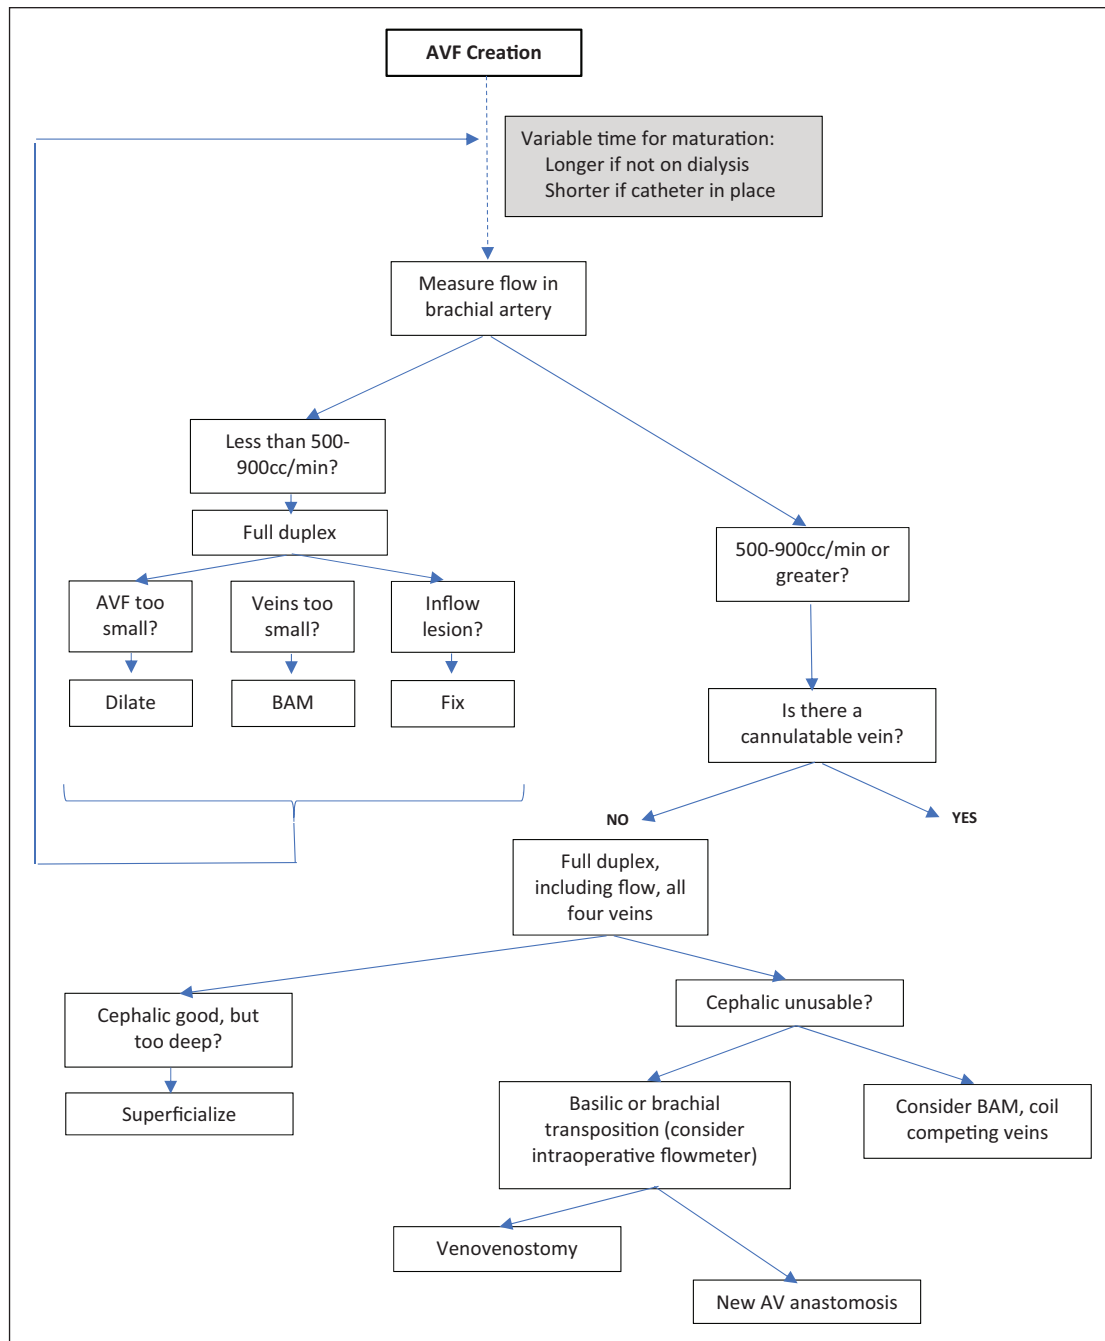 AVF Creation
Variable time for maturation:
Longer if not on dialysis
Shorter if catheter in place
Measure flow in
brachial artery
Less than 500-
900cc/min?
Full duplex
500-900cc/min or
greater?
AVF too
small?
Veins too
small?
Inflow
lesion?
Dilate
BAM
Fix
Is there a
cannulatable vein?
NO
YES
Full duplex,
including flow, all
four veins
Cephalic good, but
too deep?
Cephalic unusable?
Superficialize
Basilic or brachial
transposition (consider
intraoperative flowmeter)
Consider BAM, coil
competing veins
Venovenostomy
New AV anastomosis